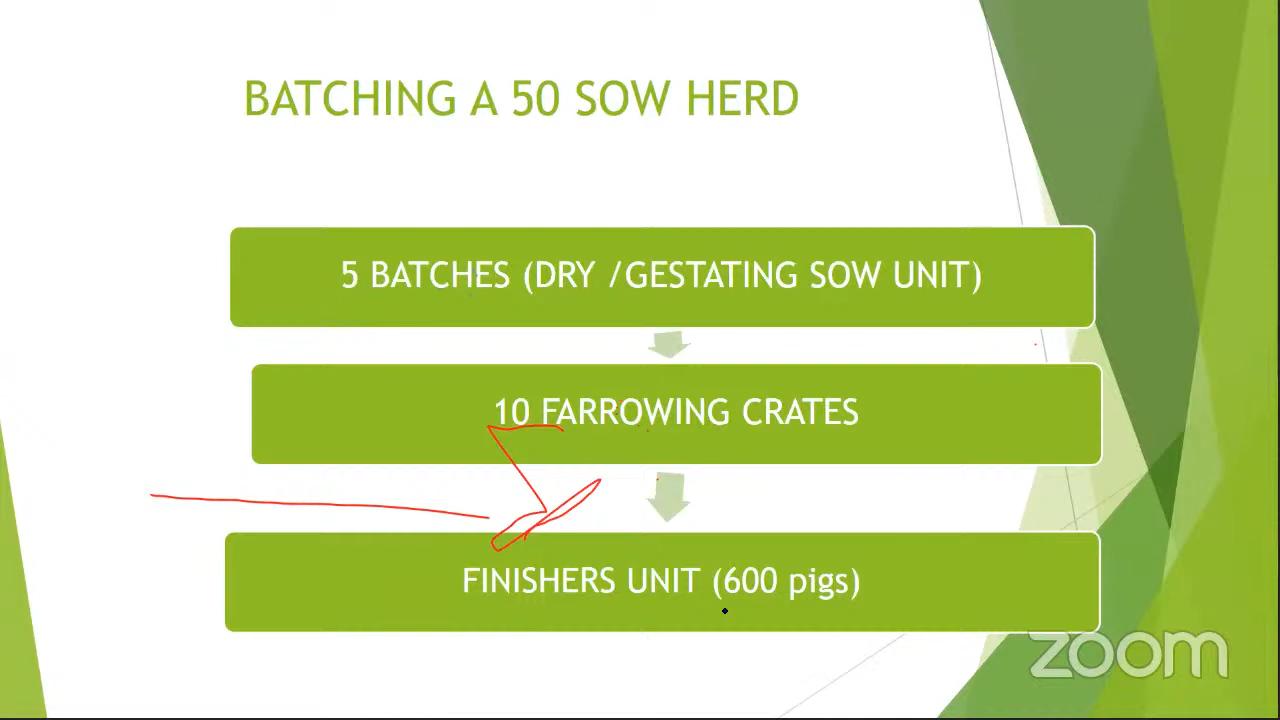 BATCHING A 50 SOW HERD
5 BATCHES (DRY /GESTATING SOW UNIT)
10 FARROWING CRATES
FINISHERS UNIT (600 pigs)
zoom